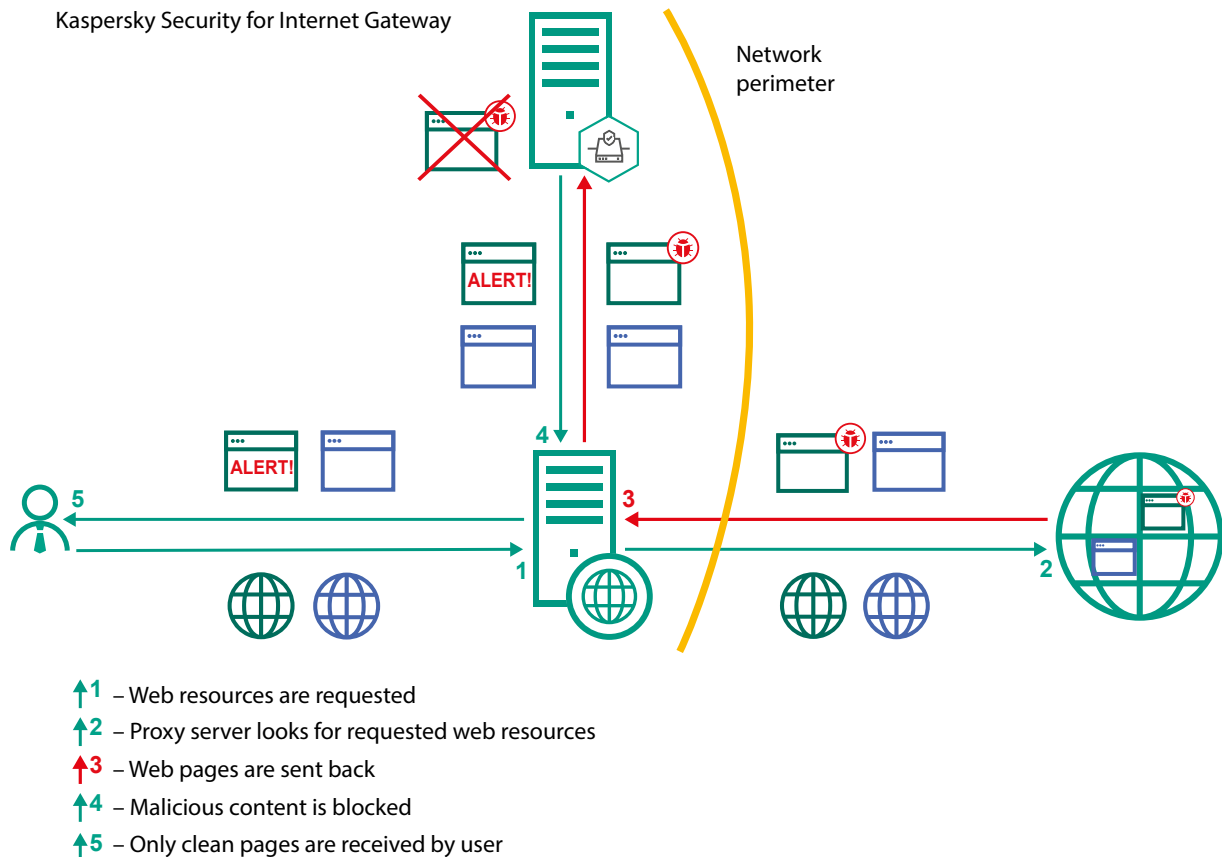 Kaspersky Security for Internet Gateway
Network
perimeter
ALERT!
4
ALERT!
5
3
1
2
1 – Web resources are requested
2 – Proxy server looks for requested web resources
3 – Web pages are sent back
4 – Malicious content is blocked
5 – Only clean pages are received by user